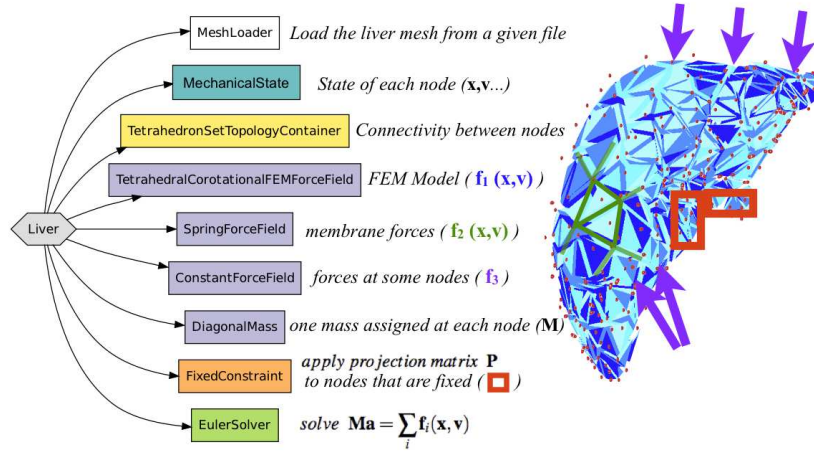 MeshLoader Load the liver mesh from a given file
MechanicalState State of each node (x,v...)
TetrahedronSetTopologyContainer Connectivity between nodes
TetrahedralCorotationalFEMForceField FEM Model ( f₁ (x,v) )
Liver SpringForceField membrane forces ( f₂ (x,v) )
ConstantForceField forces at some nodes ( f₃ )
DiagonalMass one mass assigned at each node (M)
FixedConstraint apply projection matrix P
to nodes that are fixed ( )
EulerSolver solve Ma = ∑ᵢ fᵢ(x, v)